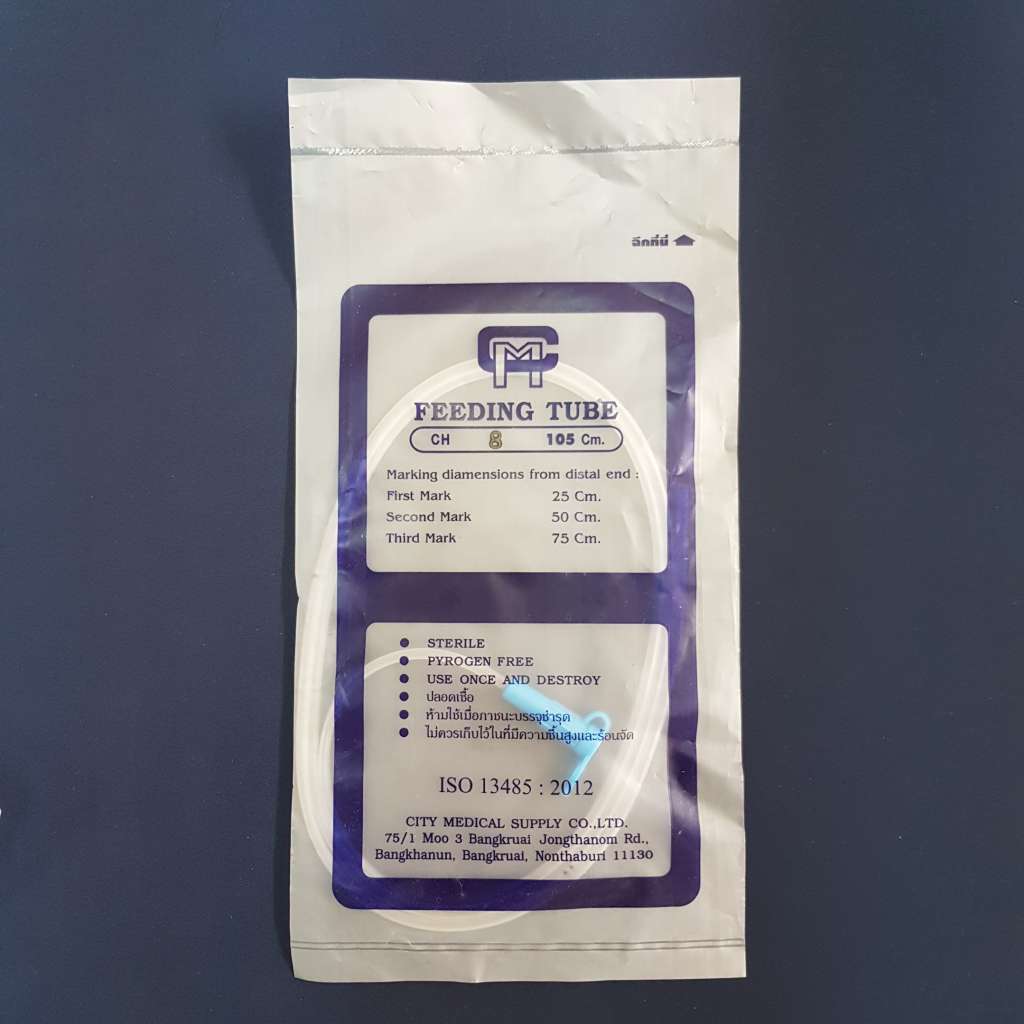 ฉีกที่นี่
CM
FEEDING TUBE
CH 8 105 Cm.
Marking diamensions from distal end :
First Mark 25 Cm.
Second Mark 50 Cm.
Third Mark 75 Cm.
● STERILE
● PYROGEN FREE
● USE ONCE AND DESTROY
● ปลอดเชื้อ
● ห้ามใช้เมื่อภาชนะบรรจุชำรุด
● ไม่ควรเก็บไว้ในที่มีความชื้นสูงและร้อนจัด
ISO 13485 : 2012
CITY MEDICAL SUPPLY CO.,LTD.
75/1 Moo 3 Bangkruai Jongthanom Rd.,
Bangkhanun, Bangkruai, Nonthaburi 11130